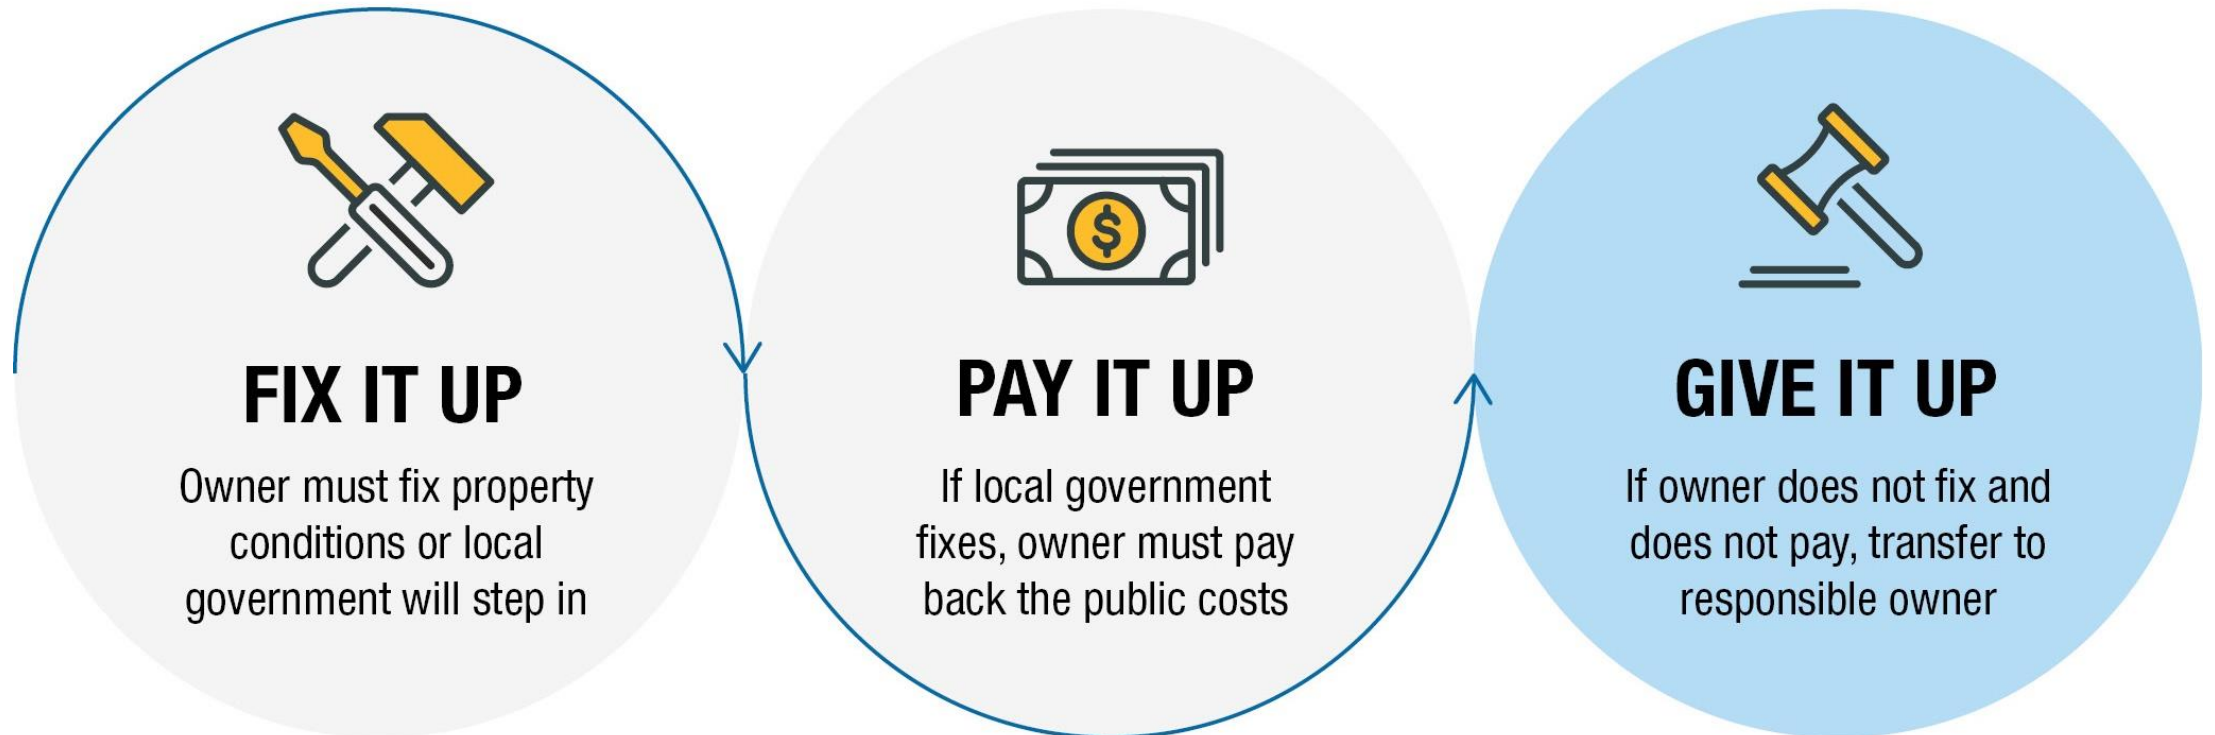 FIX IT UP
Owner must fix property
conditions or local
government will step in
$
PAY IT UP
If local government
fixes, owner must pay
back the public costs
GIVE IT UP
If owner does not fix and
does not pay, transfer to
responsible owner